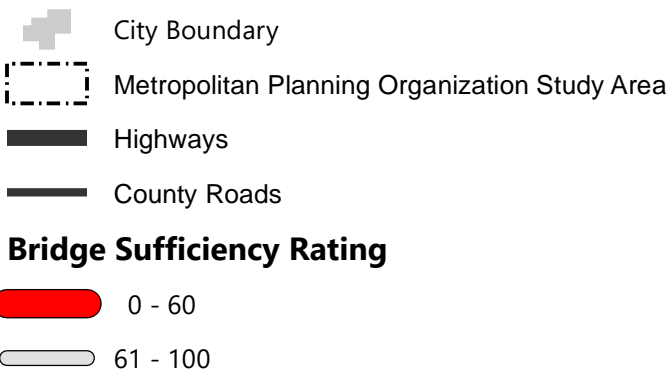 City Boundary
Metropolitan Planning Organization Study Area
Highways
County Roads
Bridge Sufficiency Rating
0 - 60
61 - 100